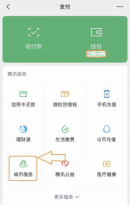 支付
收付款
钱包
腾讯服务
信用卡还款
微粒贷借钱
手机充值
理财通
生活缴费
Q币充值
城市服务
腾讯公益
医疗健康
更多服务